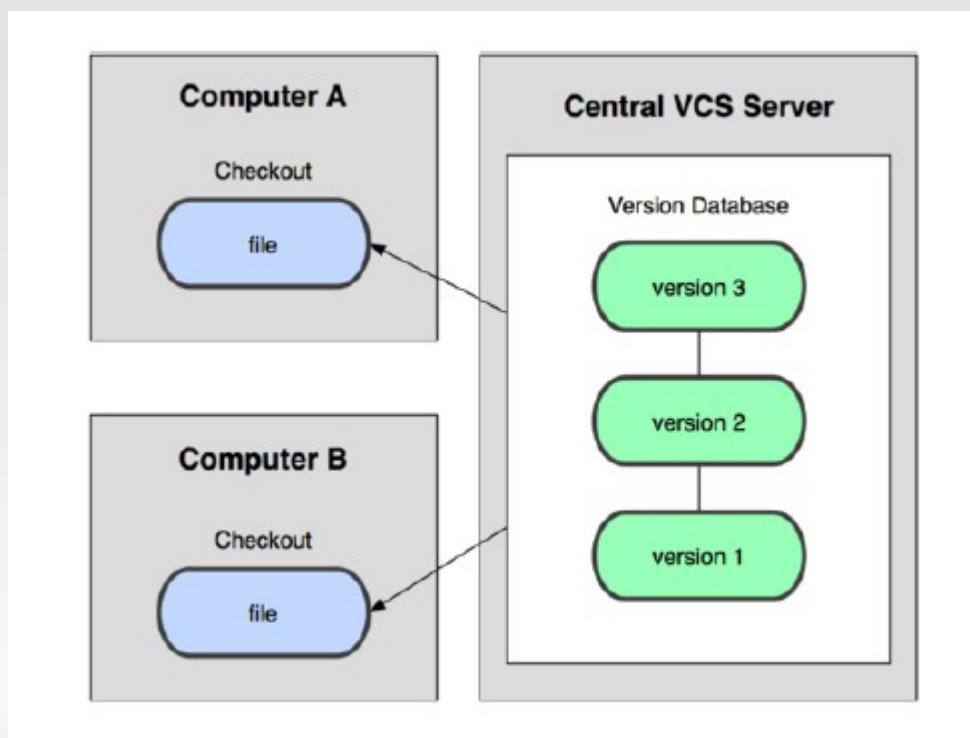 Computer A
Checkout
file
Computer B
Checkout
file
Central VCS Server
Version Database
version 3
version 2
version 1